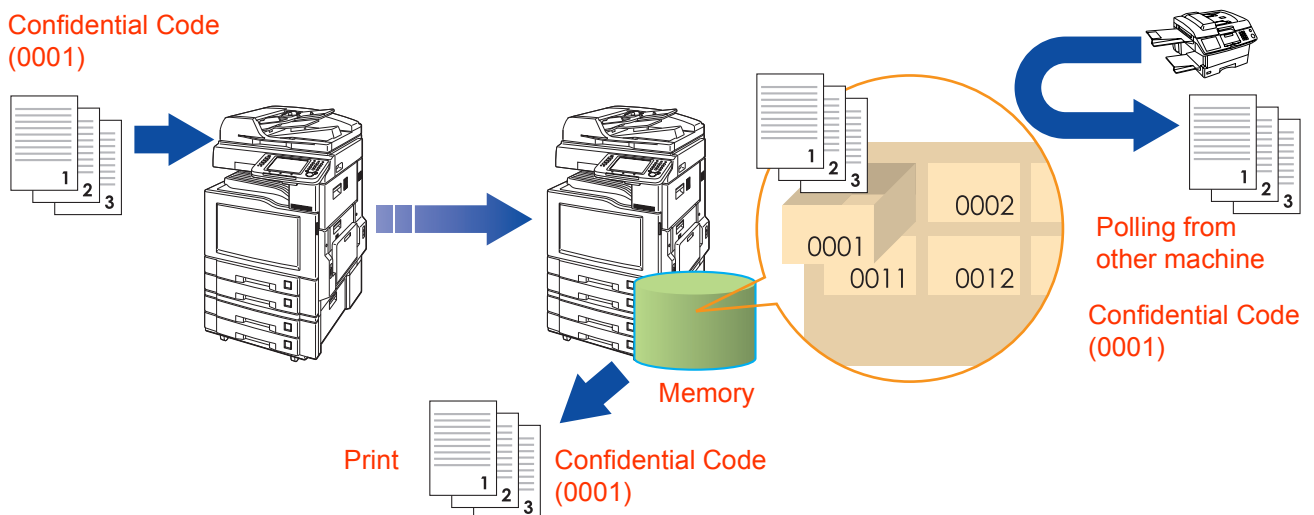 Confidential Code
(0001)
1
2
3
1
2
3
0001
0002
0011
0012
Memory
1
2
3
Polling from
other machine
Confidential Code
(0001)
Print
1
2
3
Confidential Code
(0001)